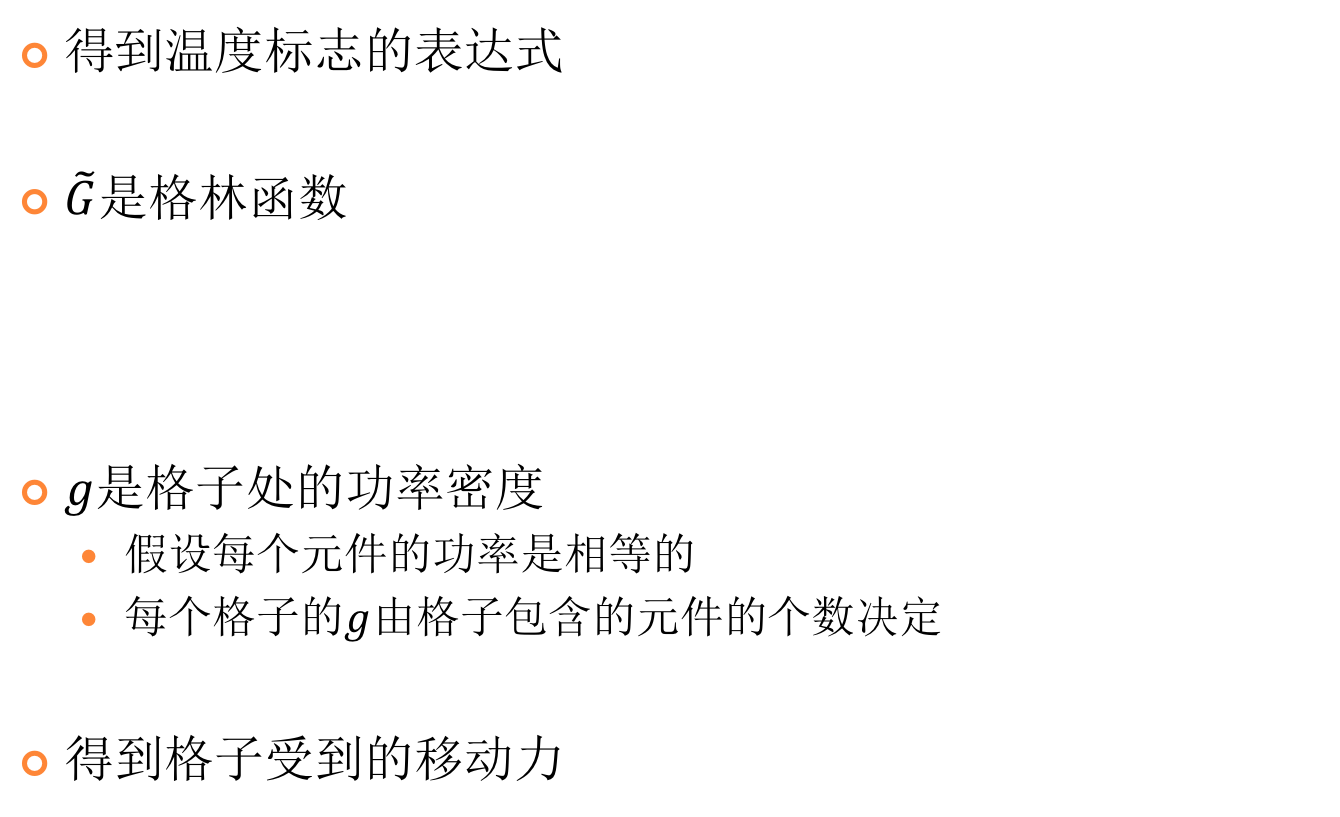 得到温度标志的表达式
G̃是格林函数
g是格子处的功率密度
假设每个元件的功率是相等的
每个格子的g由格子包含的元件的个数决定
得到格子受到的移动力